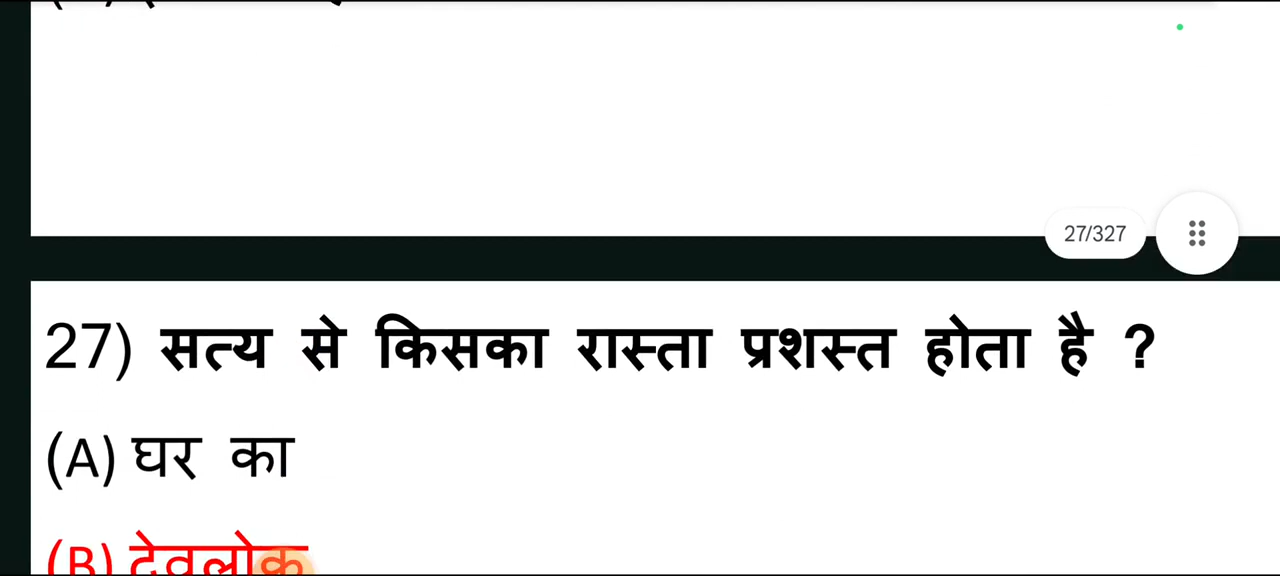 27/327
27) सत्य से किसका रास्ता प्रशस्त होता है ?
(A) घर का
(B) देवलोक